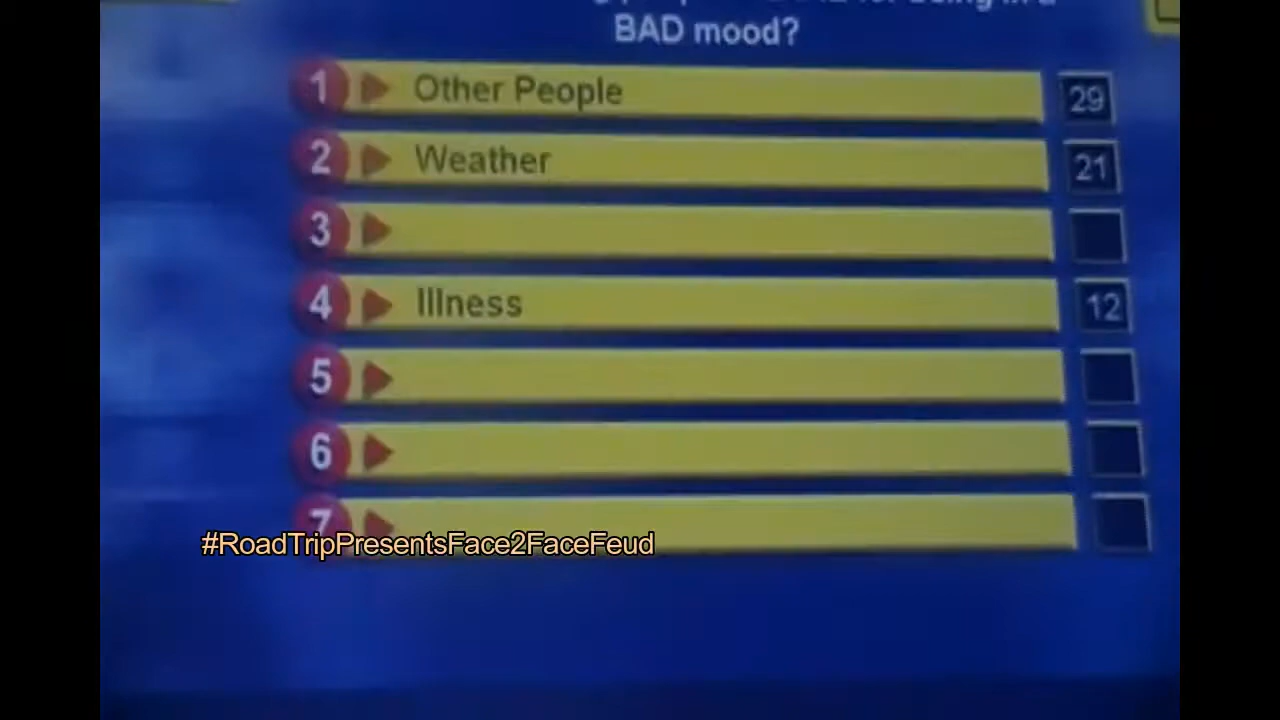 BAD mood?
1 Other People 29
2 Weather 21
3
4 Illness 12
5
6
7
#RoadTripPresentsFace2FaceFeud